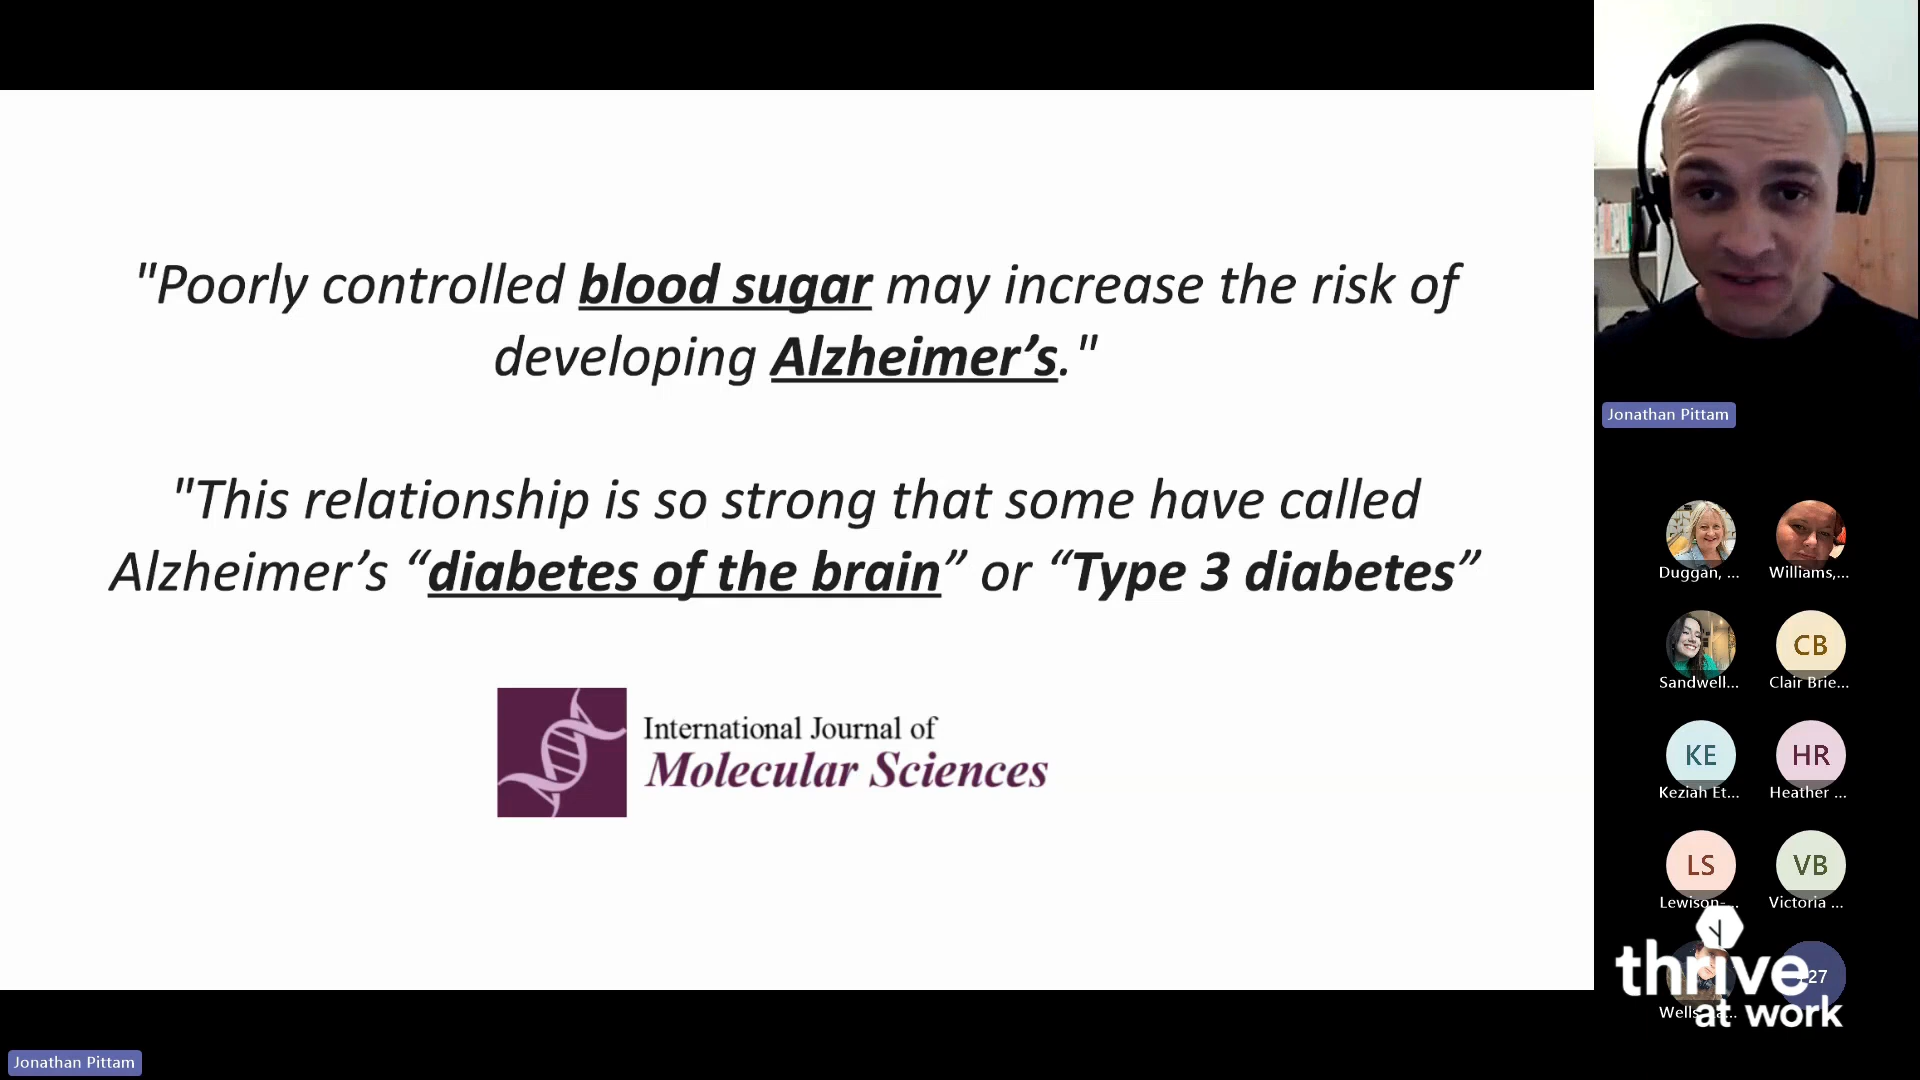 "Poorly controlled blood sugar may increase the risk of
developing Alzheimer’s."
"This relationship is so strong that some have called
Alzheimer’s “diabetes of the brain” or “Type 3 diabetes”
International Journal of
Molecular Sciences
Jonathan Pittam
Duggan, ...
Williams,...
Sandwell...
CB
Clair Brie...
KE
Keziah Et...
HR
Heather ...
LS
Lewison-...
VB
Victoria ...
thrive
at work
27
Jonathan Pittam